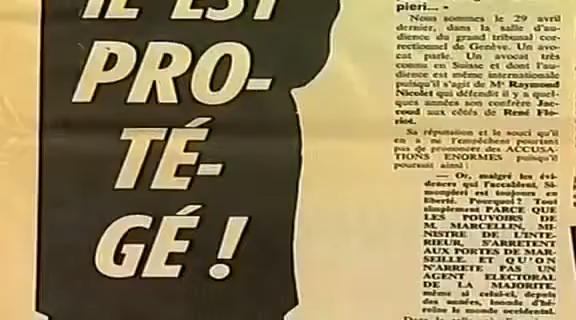 IL EST
PRO-
TÉ-
GÉ !
pieri... »
Nous sommes le 29 avril
dernier, dans la salle d'au-
dience du grand tribunal cor-
rectionnel de Genève. Un avo-
cat parle. Un avocat très
connu en Suisse et dont l'au-
dience est même internationale
puisqu'il s'agit de Me Raymond
Nicolet qui défendit il y a quel-
ques années son confrère Jac-
coud aux côtés de René Flo-
riot.
Sa réputation et le souci qu'il
en a ne l'empêchent pourtant
pas de prononcer des ACCUSA-
TIONS ENORMES puisqu'il
poursuit ainsi :
— Or, malgré les évi-
dences qui l'accablent, Si-
monpieri est toujours en
liberté. Pourquoi ? Tout
simplement PARCE QUE
LES POUVOIRS DE
M. MARCELLIN, MI-
NISTRE DE L'INTE-
RIEUR, S'ARRETENT
AUX PORTES DE MAR-
SEILLE, ET QU'ON
N'ARRETE PAS UN
AGENT ELECTORAL
DE LA MAJORITE,
même si celui-ci, depuis
des années, inonde d'hé-
roïne le monde occidental.